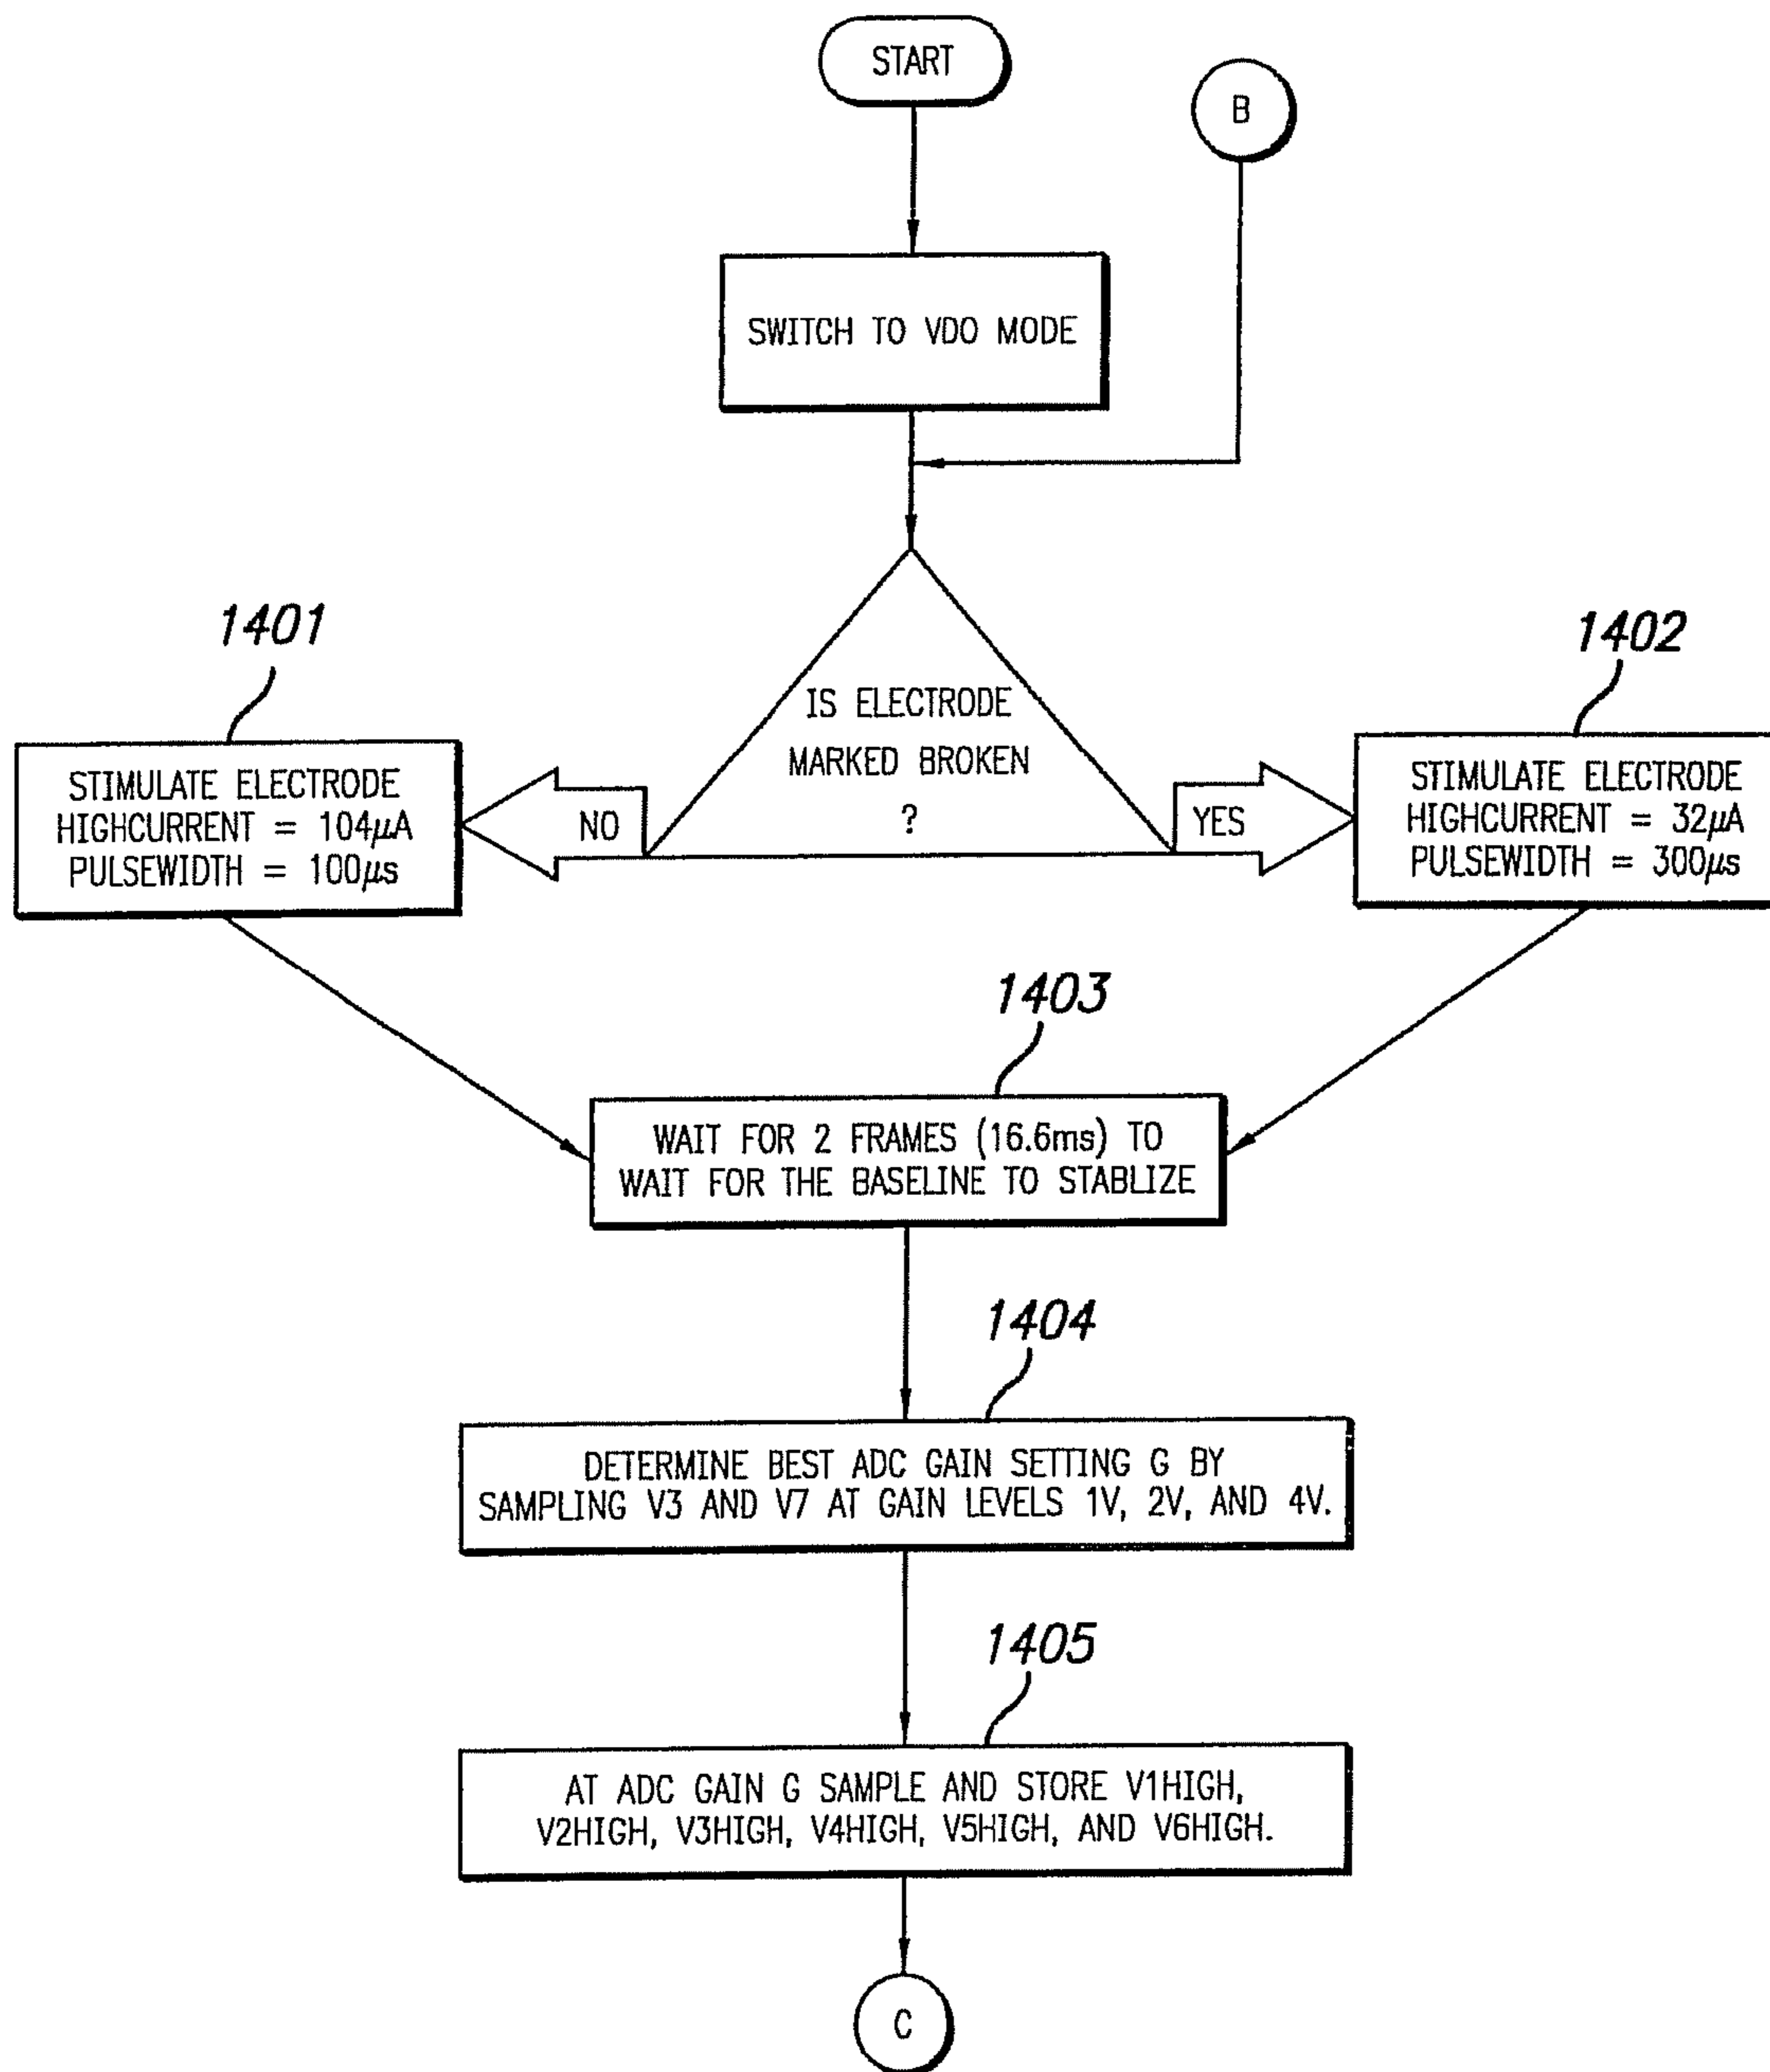 START
B
SWITCH TO VDO MODE
1401
1402
IS ELECTRODE
MARKED BROKEN
?
NO
YES
STIMULATE ELECTRODE
HIGHCURRENT = 104µA
PULSEWIDTH = 100µs
STIMULATE ELECTRODE
HIGHCURRENT = 32µA
PULSEWIDTH = 300µs
1403
WAIT FOR 2 FRAMES (16.6ms) TO
WAIT FOR THE BASELINE TO STABLIZE
1404
DETERMINE BEST ADC GAIN SETTING G BY
SAMPLING V3 AND V7 AT GAIN LEVELS 1V, 2V, AND 4V.
1405
AT ADC GAIN G SAMPLE AND STORE V1HIGH,
V2HIGH, V3HIGH, V4HIGH, V5HIGH, AND V6HIGH.
C